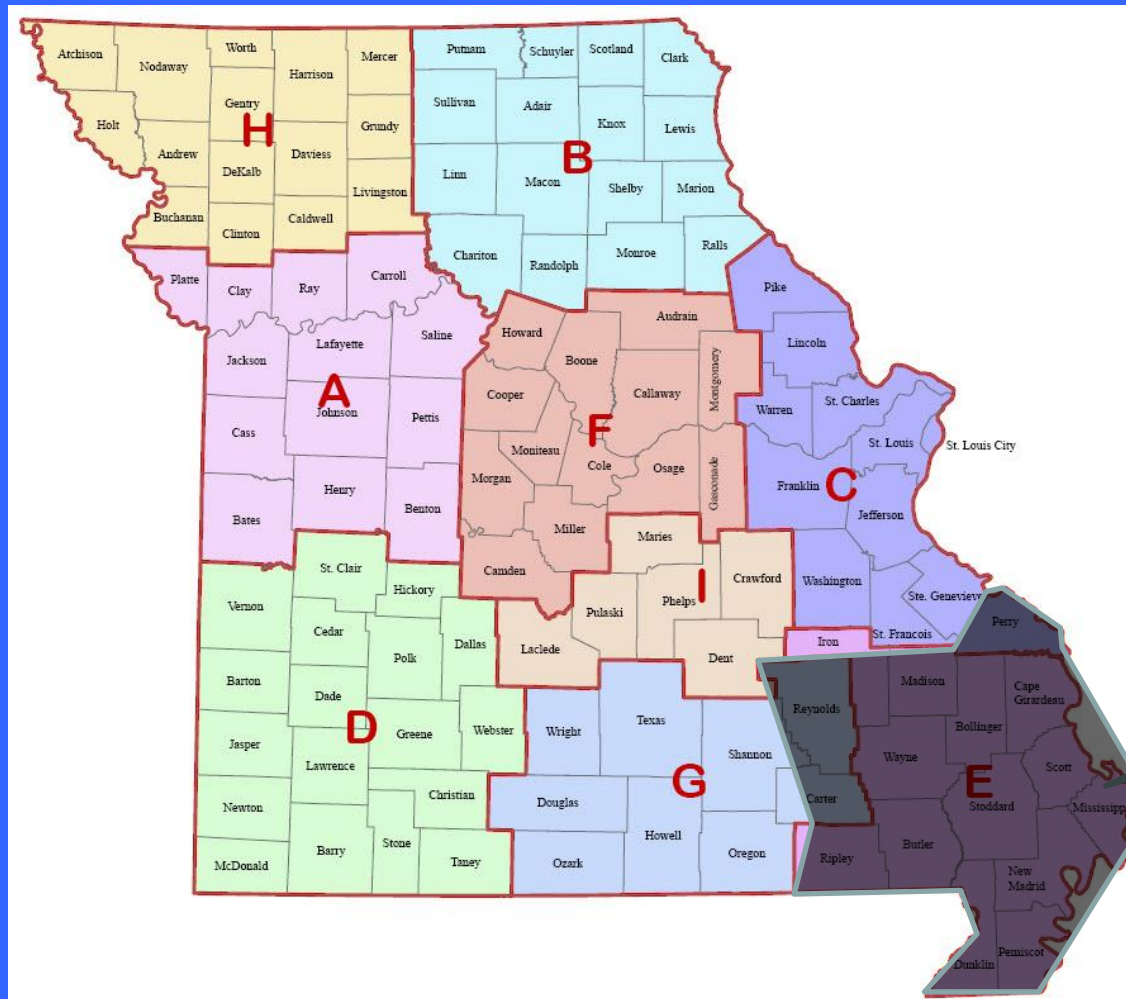 Atchison
Nodaway
Worth
Harrison
Mercer
Putnam
Schuyler
Scotland
Clark
Holt
Gentry
H
Grundy
Sullivan
Adair
Knox
Lewis
Andrew
DeKalb
Daviess
B
Buchanan
Clinton
Caldwell
Livingston
Linn
Macon
Shelby
Marion
Chariton
Randolph
Monroe
Ralls
Platte
Clay
Ray
Carroll
Pike
Saline
Howard
Audrain
Jackson
Lafayette
Boone
Lincoln
A
Johnson
Pettis
Cooper
Callaway
Montgomery
Warren
St. Charles
Cass
F
Moniteau
Cole
Osage
Gasconade
St. Louis
St. Louis City
Henry
Benton
Morgan
Franklin
C
Jefferson
Bates
Miller
Maries
St. Clair
Hickory
Camden
Pulaski
Phelps
I
Crawford
Washington
Ste. Genevieve
Vernon
Cedar
Polk
Dallas
Laclede
Dent
Iron
St. Francois
Perry
Barton
Dade
Madison
Cape
Girardeau
Reynolds
Bollinger
Jasper
D
Greene
Webster
Wright
Texas
Shannon
Wayne
Scott
Lawrence
Christian
G
E
Newton
Douglas
Carter
Stoddard
Mississippi
McDonald
Barry
Stone
Taney
Ozark
Howell
Oregon
Ripley
Butler
New
Madrid
Dunklin
Pemiscot